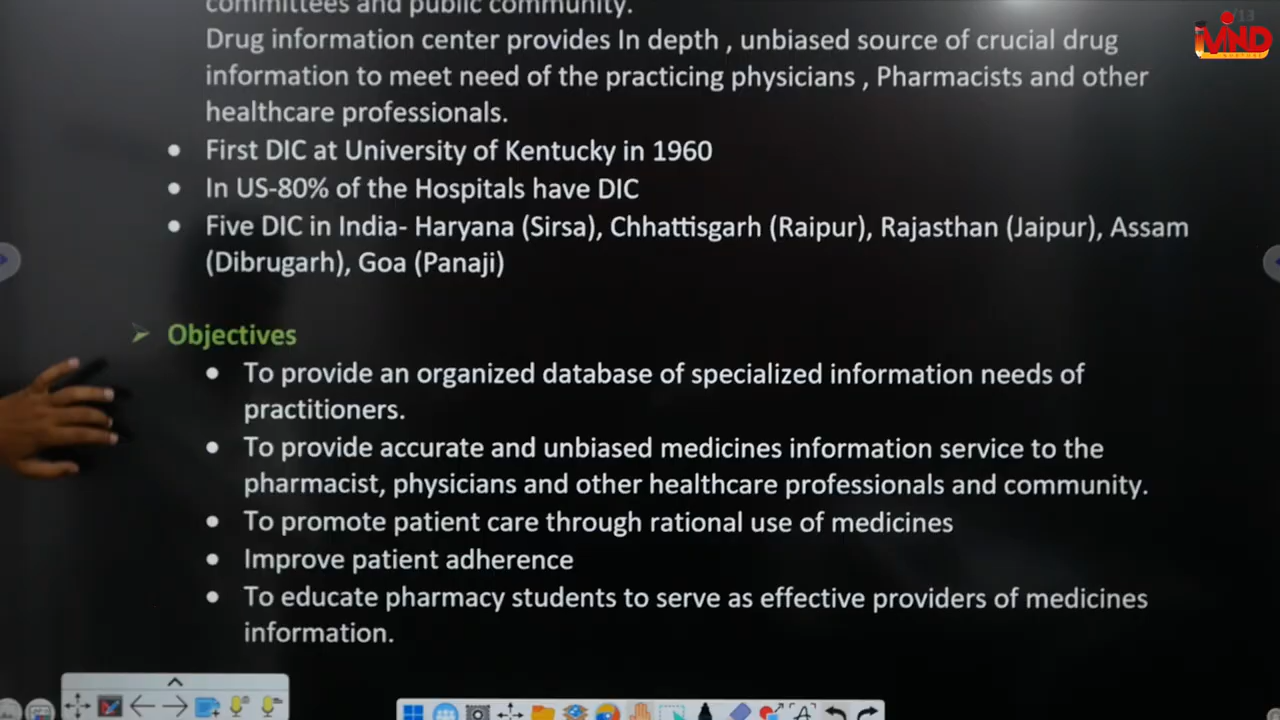 committees and public community.
Drug information center provides In depth , unbiased source of crucial drug
information to meet need of the practicing physicians , Pharmacists and other
healthcare professionals.
• First DIC at University of Kentucky in 1960
• In US-80% of the Hospitals have DIC
• Five DIC in India- Haryana (Sirsa), Chhattisgarh (Raipur), Rajasthan (Jaipur), Assam
(Dibrugarh), Goa (Panaji)
➢ Objectives
• To provide an organized database of specialized information needs of
practitioners.
• To provide accurate and unbiased medicines information service to the
pharmacist, physicians and other healthcare professionals and community.
• To promote patient care through rational use of medicines
• Improve patient adherence
• To educate pharmacy students to serve as effective providers of medicines
information.